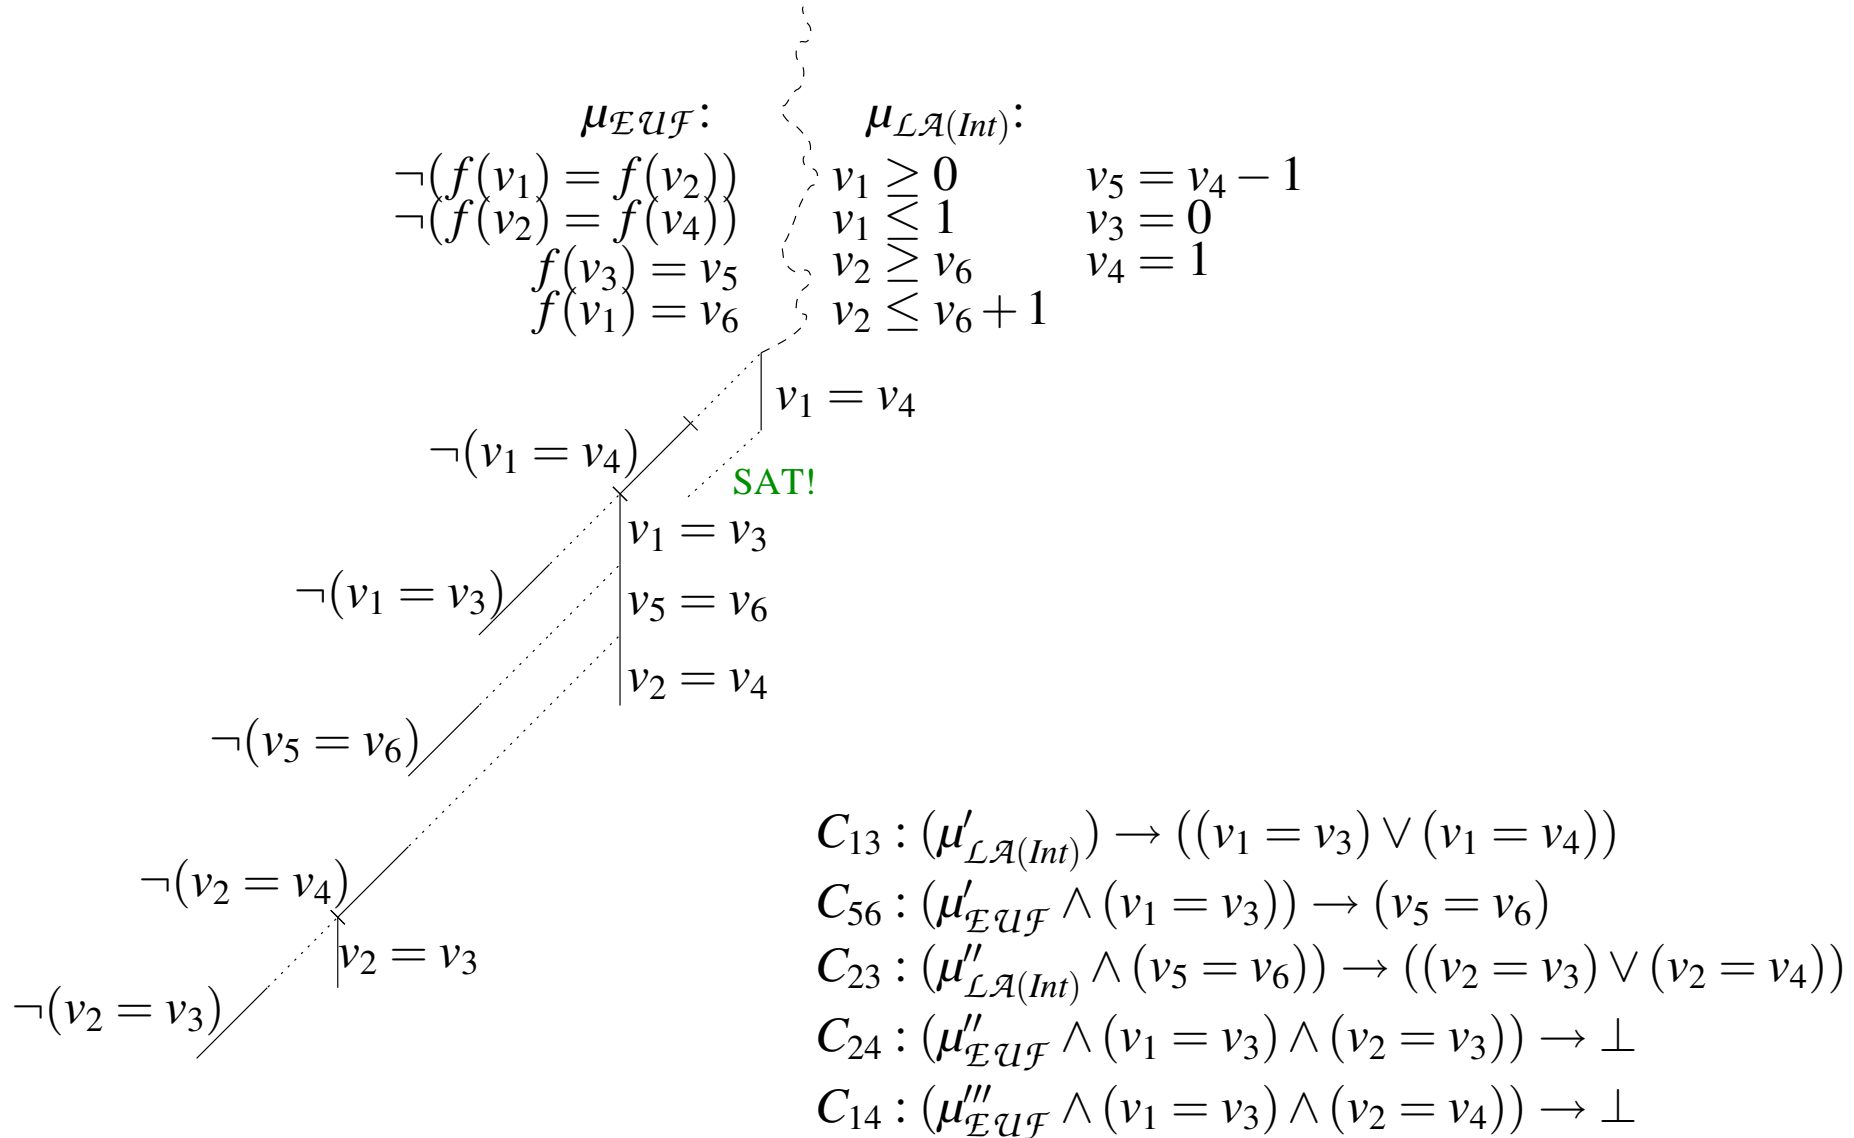 μ_ℰ𝒰ℱ: μ_ℒ𝒜(Int):
¬(f(v₁) = f(v₂)) v₁ ≥ 0 v₅ = v₄ − 1
¬(f(v₂) = f(v₄)) v₁ ≤ 1 v₃ = 0
f(v₃) = v₅ v₂ ≥ v₆ v₄ = 1
f(v₁) = v₆ v₂ ≤ v₆ + 1
v₁ = v₄
¬(v₁ = v₄)
SAT!
v₁ = v₃
¬(v₁ = v₃)
v₅ = v₆
v₂ = v₄
¬(v₅ = v₆)
¬(v₂ = v₄)
v₂ = v₃
¬(v₂ = v₃)
C₁₃ : (μ′_ℒ𝒜(Int)) → ((v₁ = v₃) ∨ (v₁ = v₄))
C₅₆ : (μ′_ℰ𝒰ℱ ∧ (v₁ = v₃)) → (v₅ = v₆)
C₂₃ : (μ″_ℒ𝒜(Int) ∧ (v₅ = v₆)) → ((v₂ = v₃) ∨ (v₂ = v₄))
C₂₄ : (μ″_ℰ𝒰ℱ ∧ (v₁ = v₃) ∧ (v₂ = v₃)) → ⊥
C₁₄ : (μ‴_ℰ𝒰ℱ ∧ (v₁ = v₃) ∧ (v₂ = v₄)) → ⊥